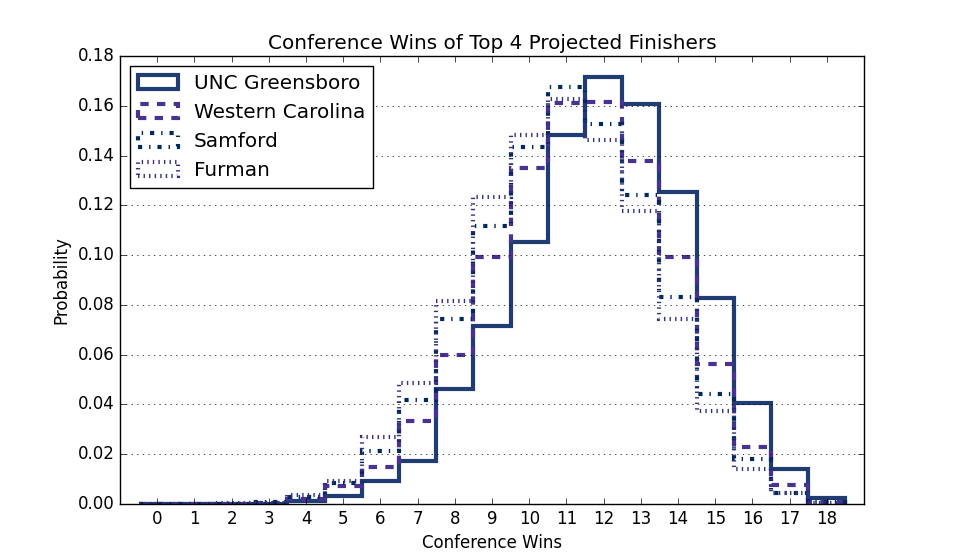 Conference Wins of Top 4 Projected Finishers
0.18
0.16
0.14
0.12
0.10
0.08
0.06
0.04
0.02
0.00
Probability
UNC Greensboro
Western Carolina
Samford
Furman
0 1 2 3 4 5 6 7 8 9 10 11 12 13 14 15 16 17 18
Conference Wins